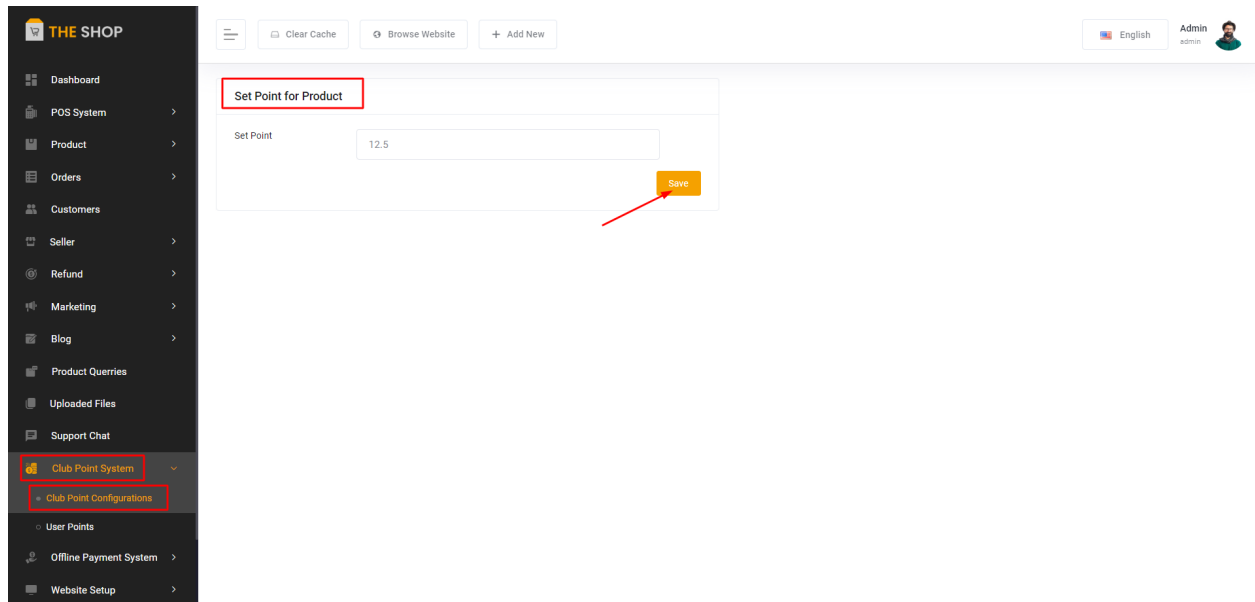 THE SHOP
Clear Cache
Browse Website
+ Add New
English
Admin
admin
Dashboard
POS System
Product
Orders
Customers
Seller
Refund
Marketing
Blog
Product Querries
Uploaded Files
Support Chat
Club Point System
Club Point Configurations
User Points
Offline Payment System
Website Setup
Set Point for Product
Set Point
12.5
Save